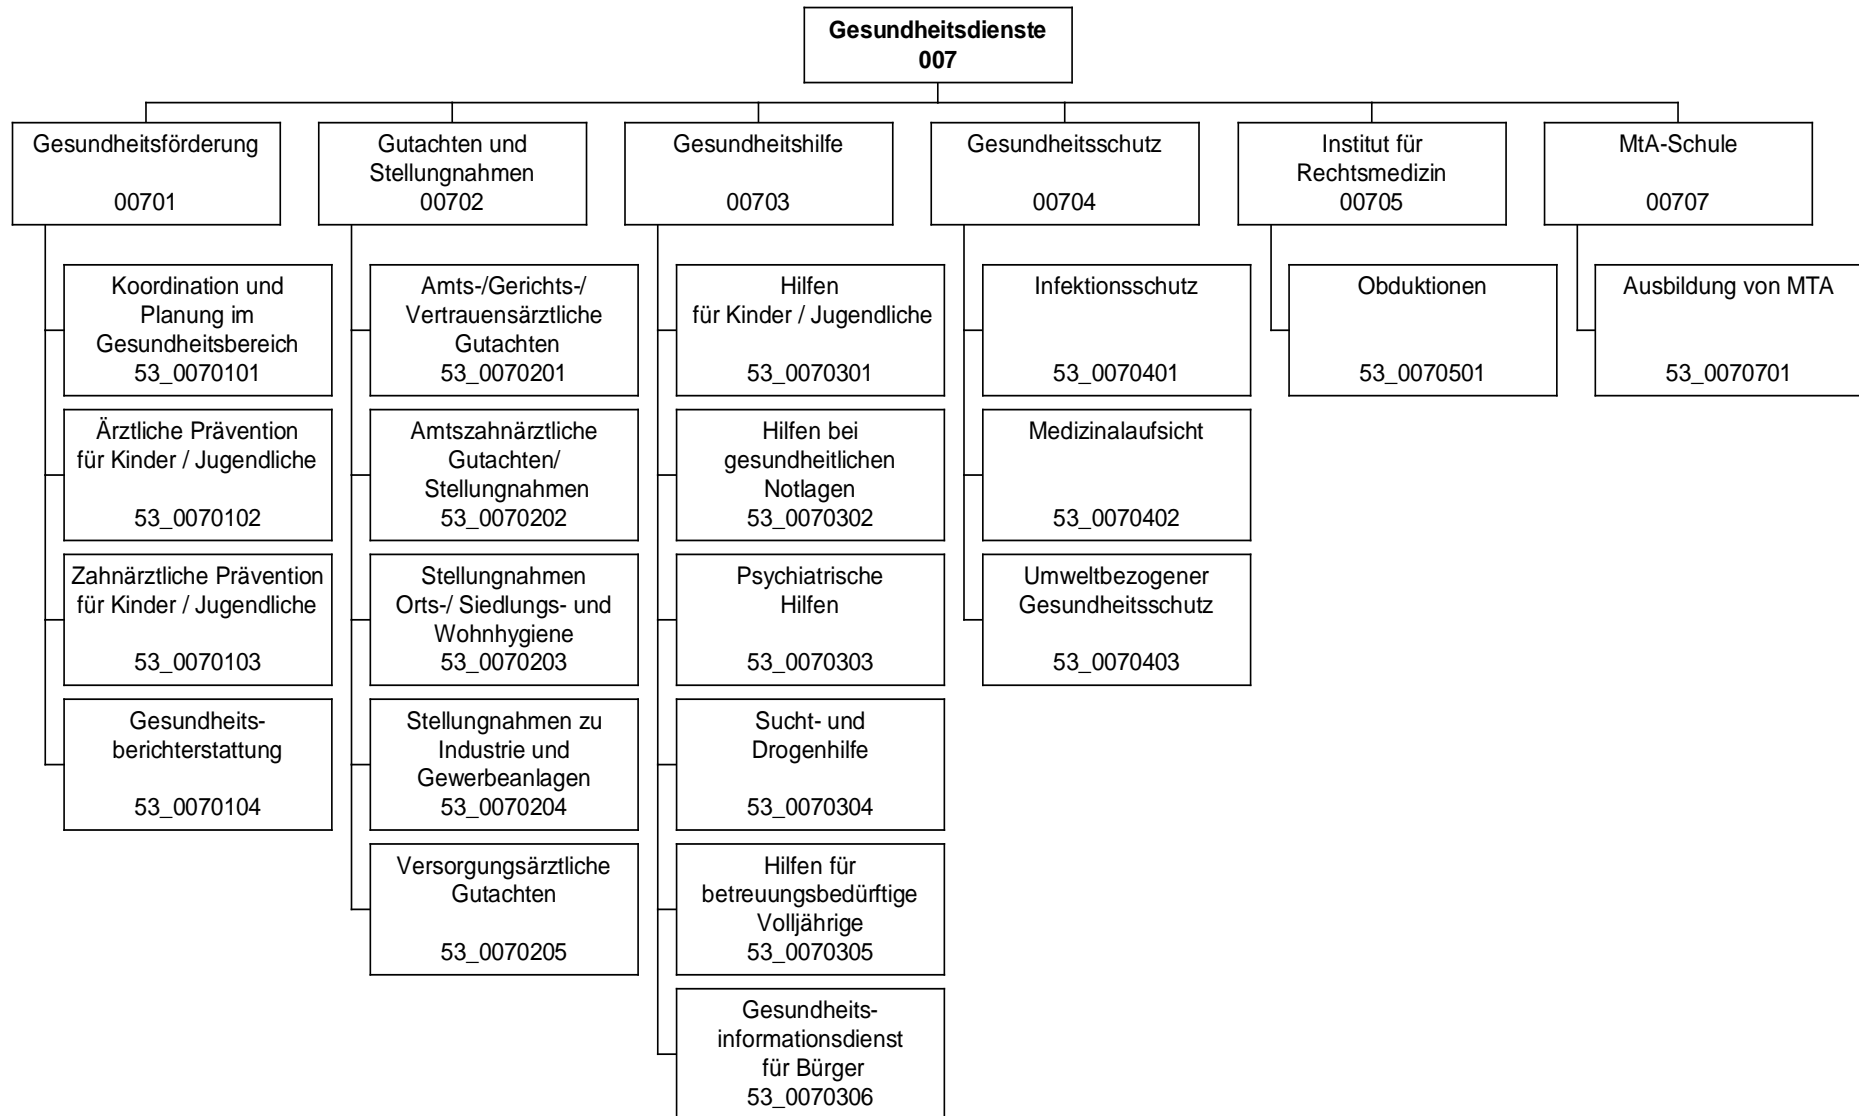 Gesundheitsdienste
007
Gesundheitsförderung
00701
Gutachten und
Stellungnahmen
00702
Gesundheitshilfe
00703
Gesundheitsschutz
00704
Institut für
Rechtsmedizin
00705
MtA-Schule
00707
Koordination und
Planung im
Gesundheitsbereich
53_0070101
Ärztliche Prävention
für Kinder / Jugendliche
53_0070102
Zahnärztliche Prävention
für Kinder / Jugendliche
53_0070103
Gesundheits-
berichterstattung
53_0070104
Amts-/Gerichts-/
Vertrauensärztliche
Gutachten
53_0070201
Amtszahnärztliche
Gutachten/
Stellungnahmen
53_0070202
Stellungnahmen
Orts-/ Siedlungs- und
Wohnhygiene
53_0070203
Stellungnahmen zu
Industrie und
Gewerbeanlagen
53_0070204
Versorgungsärztliche
Gutachten
53_0070205
Hilfen
für Kinder / Jugendliche
53_0070301
Hilfen bei
gesundheitlichen
Notlagen
53_0070302
Psychiatrische
Hilfen
53_0070303
Sucht- und
Drogenhilfe
53_0070304
Hilfen für
betreuungsbedürftige
Volljährige
53_0070305
Gesundheits-
informationsdienst
für Bürger
53_0070306
Infektionsschutz
53_0070401
Medizinalaufsicht
53_0070402
Umweltbezogener
Gesundheitsschutz
53_0070403
Obduktionen
53_0070501
Ausbildung von MTA
53_0070701